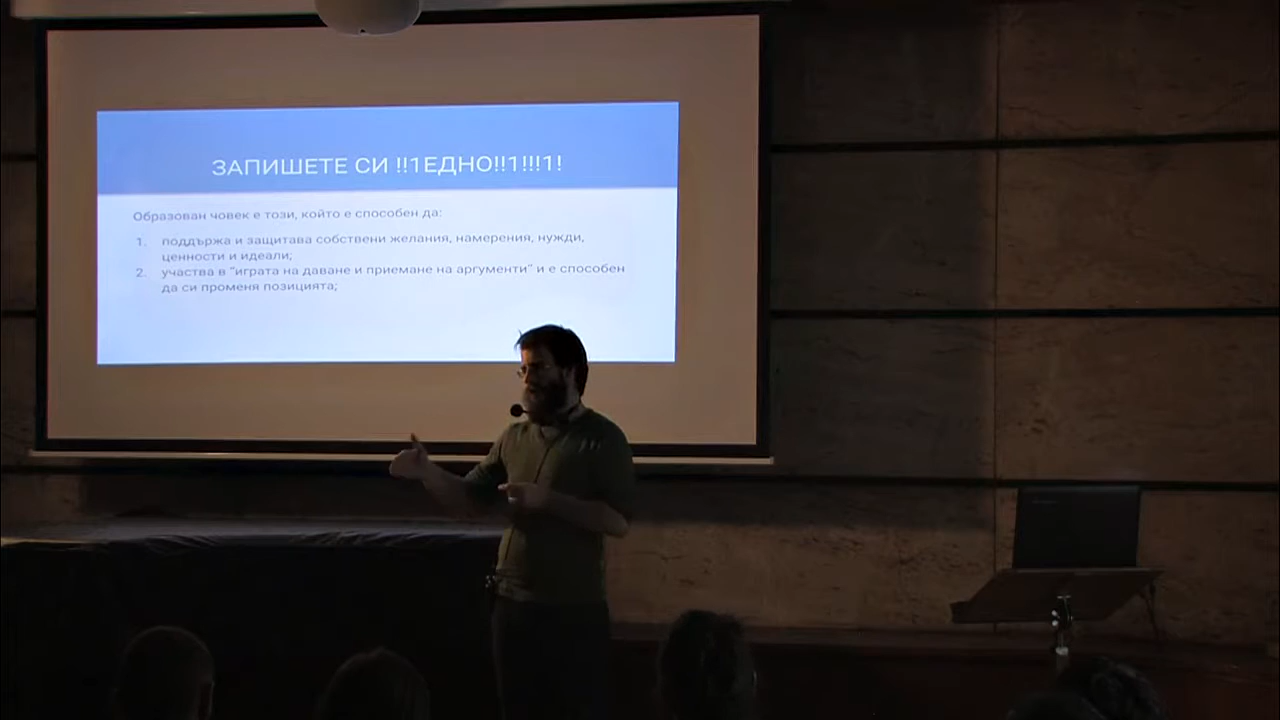 ЗАПИШЕТЕ СИ !!1ЕДНО!!1!!!1!
Образован човек е този, който е способен да:
1. поддържа и защитава собствени желания, намерения, нужди,
ценности и идеали;
2. участва в "играта на даване и приемане на аргументи" и е способен
да си променя позицията;